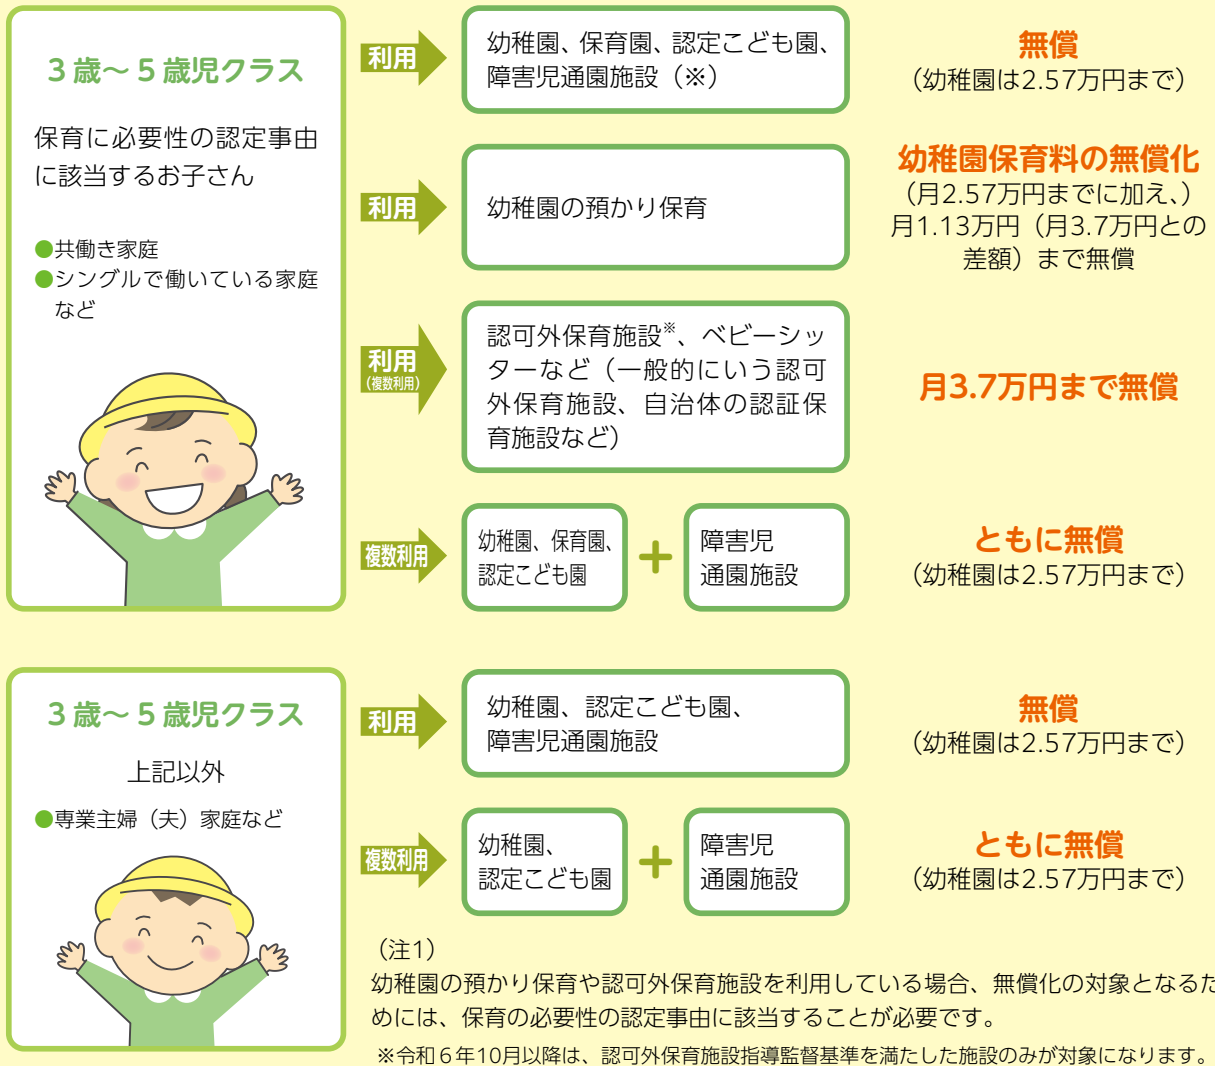 3歳～5歳児クラス
保育に必要性の認定事由
に該当するお子さん
●共働き家庭
●シングルで働いている家庭
など
利用
幼稚園、保育園、認定こども園、
障害児通園施設（※）
無償
（幼稚園は2.57万円まで）
利用
幼稚園の預かり保育
幼稚園保育料の無償化
（月2.57万円までに加え、）
月1.13万円（月3.7万円との
差額）まで無償
利用
（複数利用）
認可外保育施設※、ベビーシッ
ターなど（一般的にいう認可
外保育施設、自治体の認証保
育施設など）
月3.7万円まで無償
複数利用
幼稚園、保育園、
認定こども園
＋
障害児
通園施設
ともに無償
（幼稚園は2.57万円まで）
3歳～5歳児クラス
上記以外
●専業主婦（夫）家庭など
利用
幼稚園、認定こども園、
障害児通園施設
無償
（幼稚園は2.57万円まで）
複数利用
幼稚園、
認定こども園
＋
障害児
通園施設
ともに無償
（幼稚園は2.57万円まで）
（注1）
幼稚園の預かり保育や認可外保育施設を利用している場合、無償化の対象となるた
めには、保育の必要性の認定事由に該当することが必要です。
※令和６年10月以降は、認可外保育施設指導監督基準を満たした施設のみが対象になります。